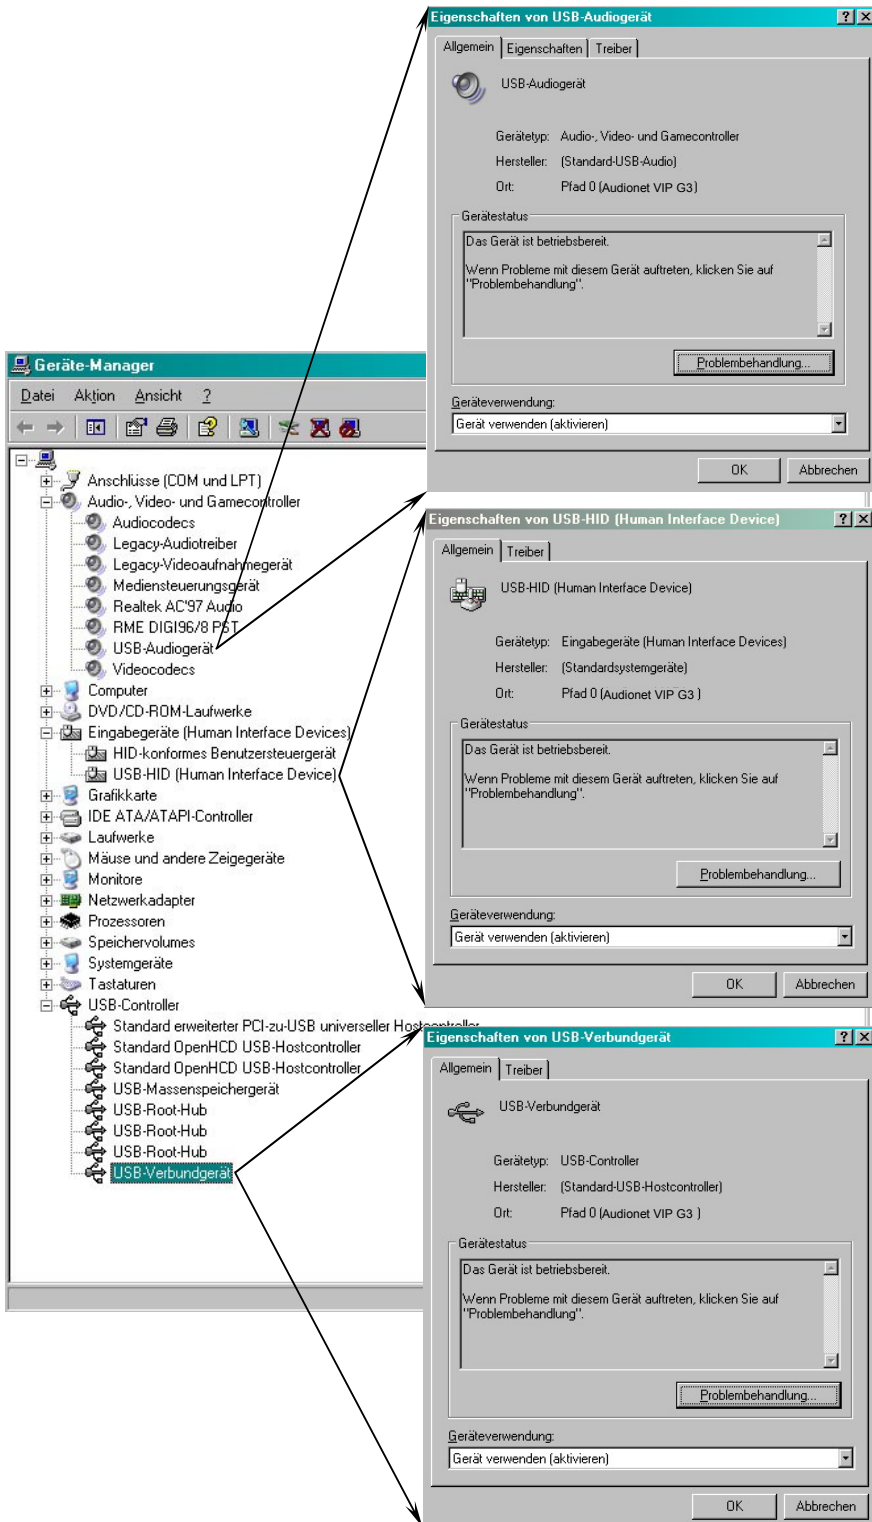 Eigenschaften von USB-Audiogerät
Allgemein Eigenschaften Treiber
USB-Audiogerät
Gerätetyp: Audio-, Video- und Gamecontroller
Hersteller: (Standard-USB-Audio)
Ort: Pfad 0 (Audionet VIP G3)
Gerätestatus
Das Gerät ist betriebsbereit.
Wenn Probleme mit diesem Gerät auftreten, klicken Sie auf
"Problembehandlung".
Problembehandlung...
Geräteverwendung:
Gerät verwenden (aktivieren)
OK Abbrechen
Geräte-Manager
Datei Aktion Ansicht ?
Anschlüsse (COM und LPT)
Audio-, Video- und Gamecontroller
Audiocodecs
Legacy-Audiotreiber
Legacy-Videoaufnahmegerät
Mediensteuerungsgerät
Realtek AC'97 Audio
RME DIGI96/8 PST
USB-Audiogerät
Videocodecs
Computer
DVD/CD-ROM-Laufwerke
Eingabegeräte (Human Interface Devices)
HID-konformes Benutzersteuergerät
USB-HID (Human Interface Device)
Grafikkarte
IDE ATA/ATAPI-Controller
Laufwerke
Mäuse und andere Zeigegeräte
Monitore
Netzwerkadapter
Prozessoren
Speichervolumes
Systemgeräte
Tastaturen
USB-Controller
Standard erweiterter PCI-zu-USB universeller Hostcontroller
Standard OpenHCD USB-Hostcontroller
Standard OpenHCD USB-Hostcontroller
USB-Massenspeichergerät
USB-Root-Hub
USB-Root-Hub
USB-Root-Hub
USB-Verbundgerät
Eigenschaften von USB-HID (Human Interface Device)
Allgemein Treiber
USB-HID (Human Interface Device)
Gerätetyp: Eingabegeräte (Human Interface Devices)
Hersteller: (Standardsystemgeräte)
Ort: Pfad 0 (Audionet VIP G3 )
Gerätestatus
Das Gerät ist betriebsbereit.
Wenn Probleme mit diesem Gerät auftreten, klicken Sie auf
"Problembehandlung".
Problembehandlung...
Geräteverwendung:
Gerät verwenden (aktivieren)
OK Abbrechen
Eigenschaften von USB-Verbundgerät
Allgemein Treiber
USB-Verbundgerät
Gerätetyp: USB-Controller
Hersteller: (Standard-USB-Hostcontroller)
Ort: Pfad 0 (Audionet VIP G3 )
Gerätestatus
Das Gerät ist betriebsbereit.
Wenn Probleme mit diesem Gerät auftreten, klicken Sie auf
"Problembehandlung".
Problembehandlung...
Geräteverwendung:
Gerät verwenden (aktivieren)
OK Abbrechen